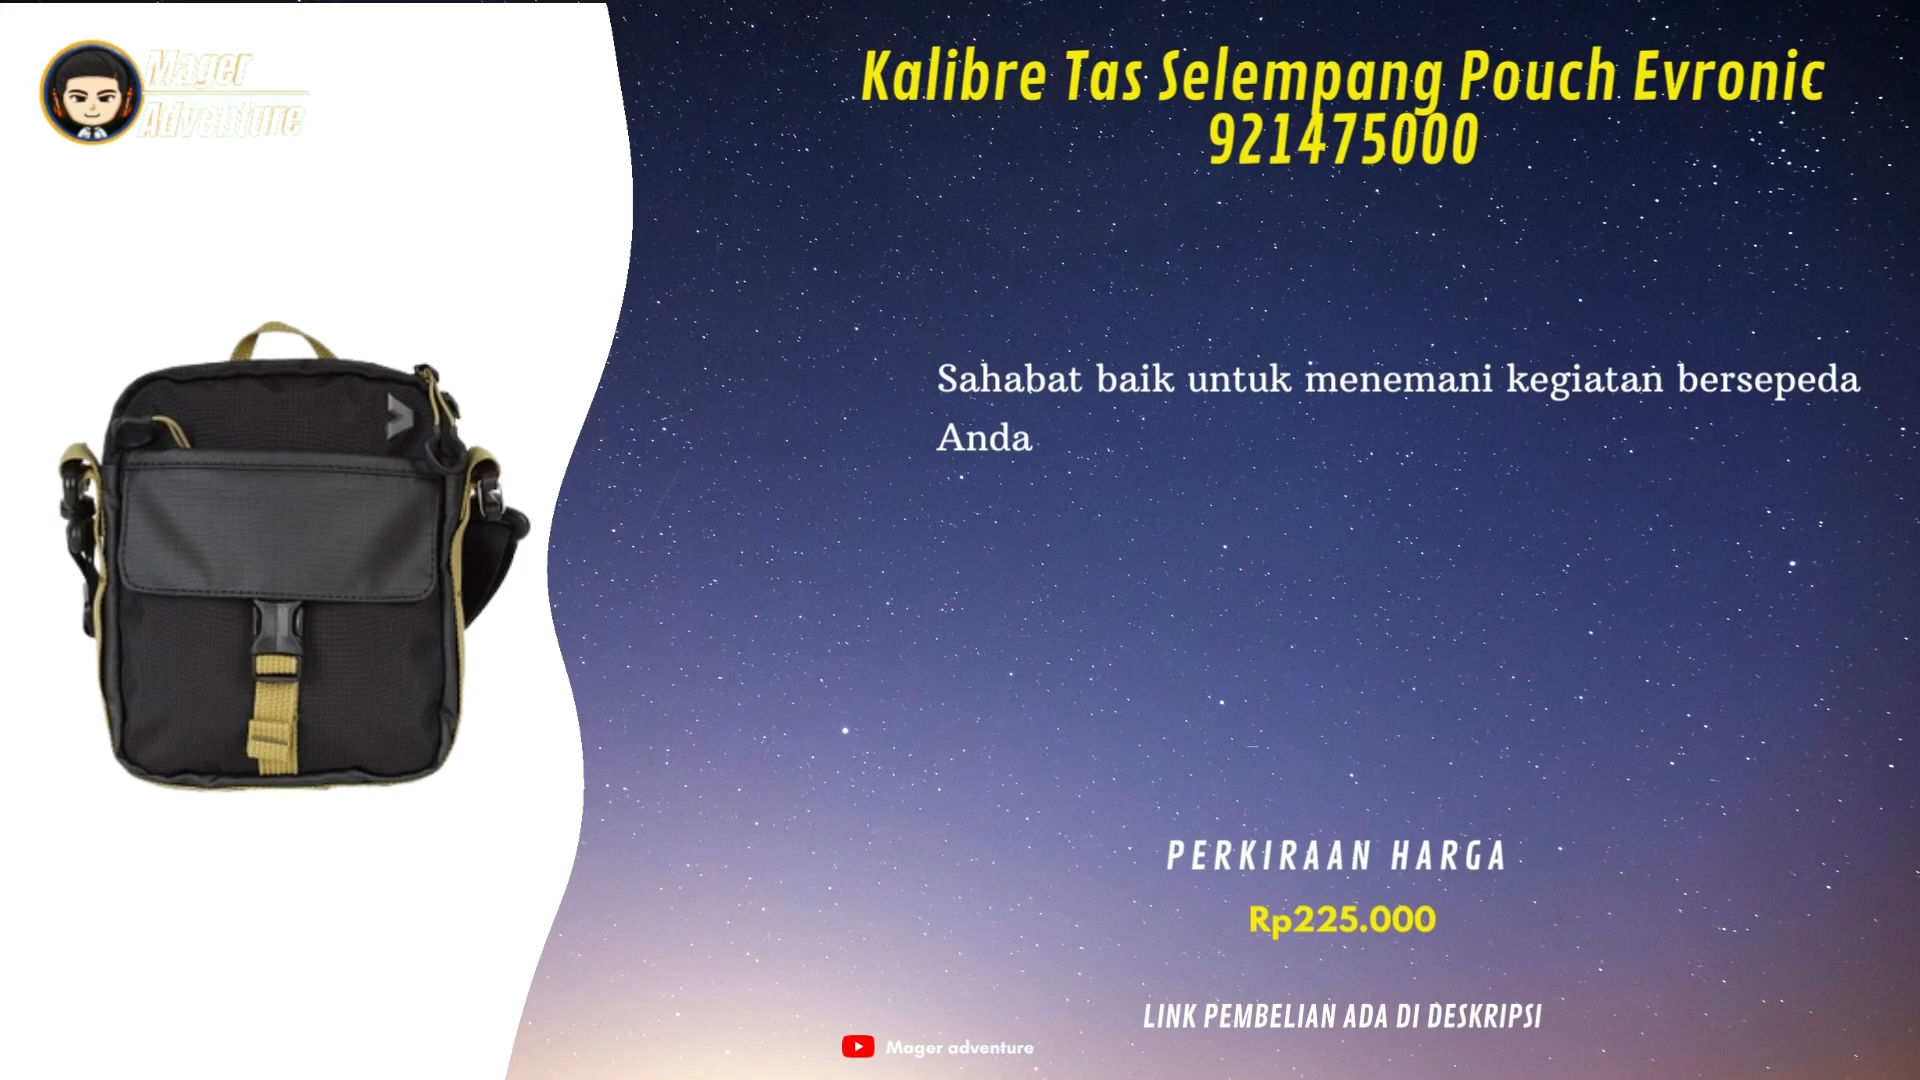 Mager
Adventure
Kalibre Tas Selempang Pouch Evronic
921475000
Sahabat baik untuk menemani kegiatan bersepeda
Anda
PERKIRAAN HARGA
Rp225.000
LINK PEMBELIAN ADA DI DESKRIPSI
Mager adventure